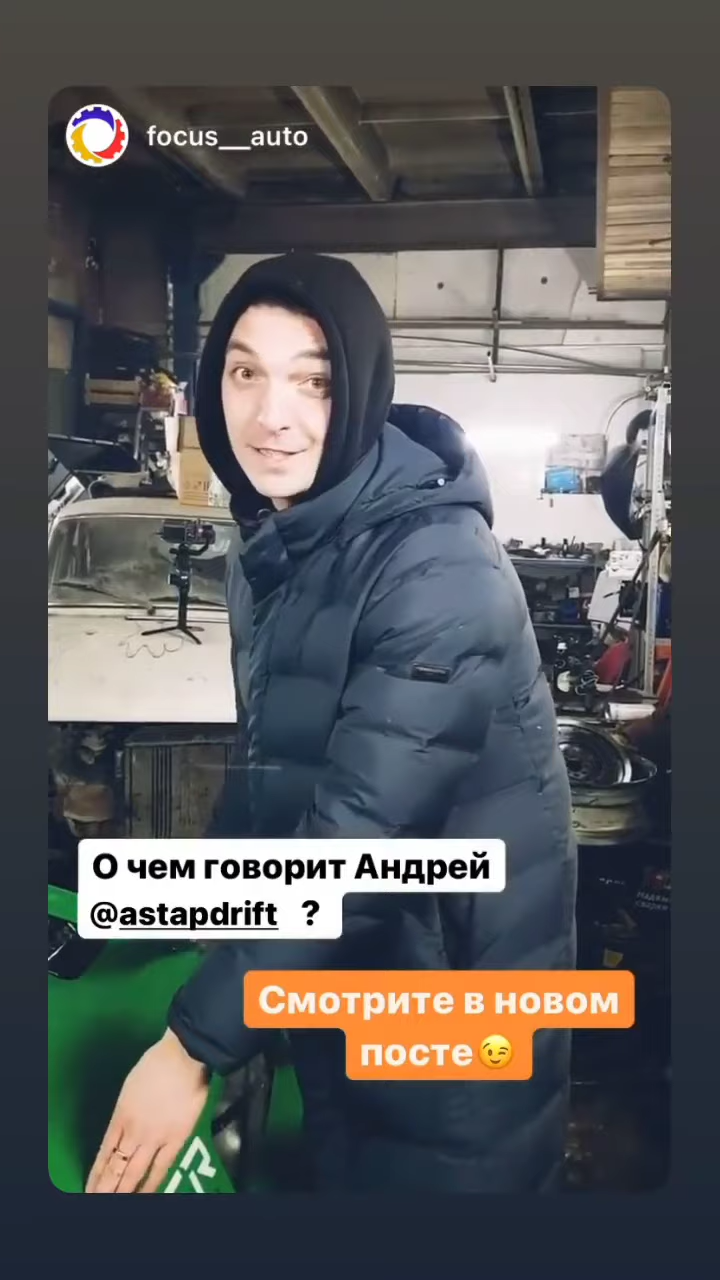 focus__auto
О чем говорит Андрей
@astapdrift ?
Смотрите в новом
посте😉